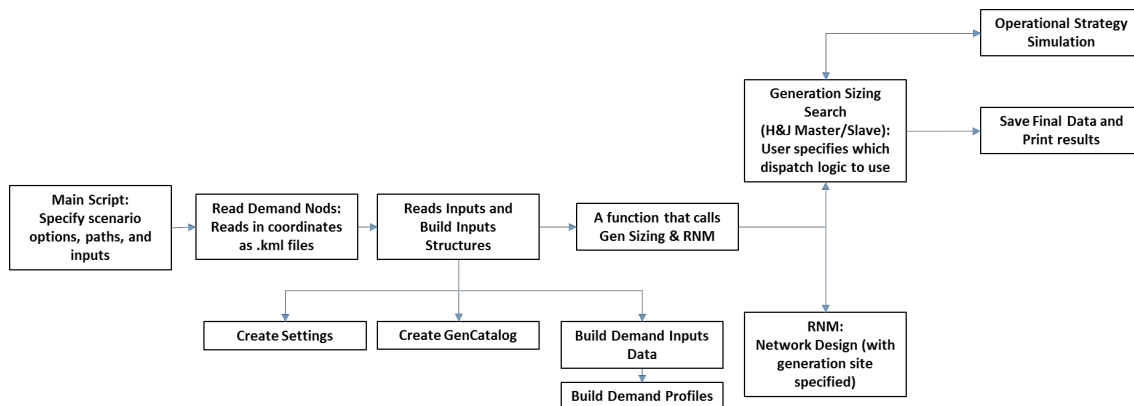 Operational Strategy
Simulation
Generation Sizing
Search
(H&J Master/Slave):
User specifies which
dispatch logic to use
Save Final Data and
Print results
Main Script:
Specify scenario
options, paths, and
inputs
Read Demand Nods:
Reads in coordinates
as .kml files
Reads Inputs and
Build Inputs
Structures
A function that calls
Gen Sizing & RNM
Create Settings
Create GenCatalog
Build Demand Inputs
Data
Build Demand Profiles
RNM:
Network Design (with
generation site
specified)